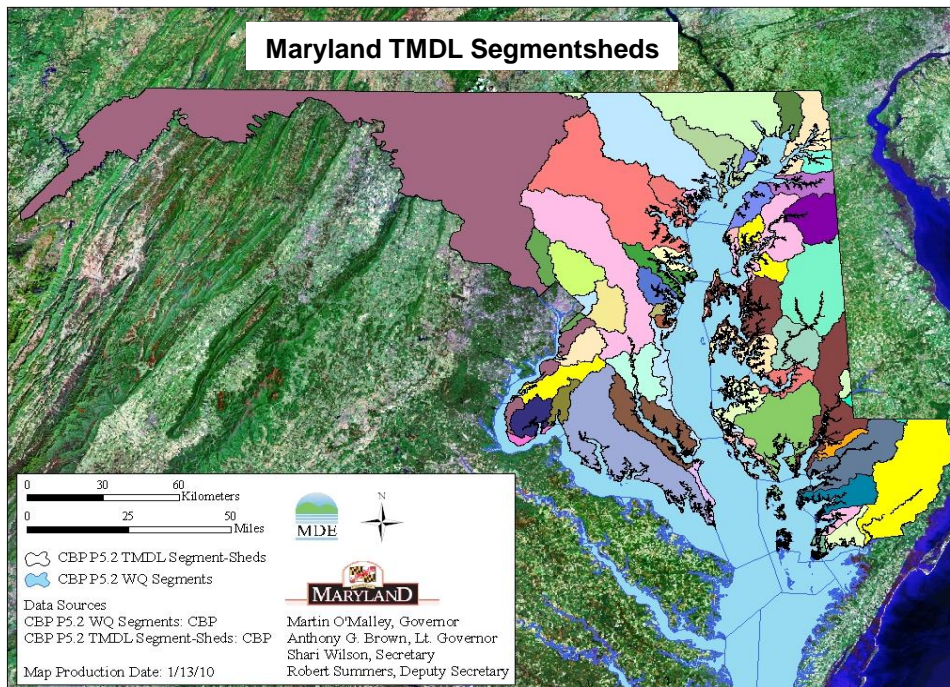 Maryland TMDL Segmentsheds
0 30 60
Kilometers
0 25 50
Miles
MDE
N
CBP P5.2 TMDL Segment-Sheds
CBP P5.2 WQ Segments
MARYLAND
Data Sources
CBP P5.2 WQ Segments: CBP
CBP P5.2 TMDL Segment-Sheds: CBP
Map Production Date: 1/13/10
Martin O'Malley, Governor
Anthony G. Brown, Lt. Governor
Shari Wilson, Secretary
Robert Summers, Deputy Secretary